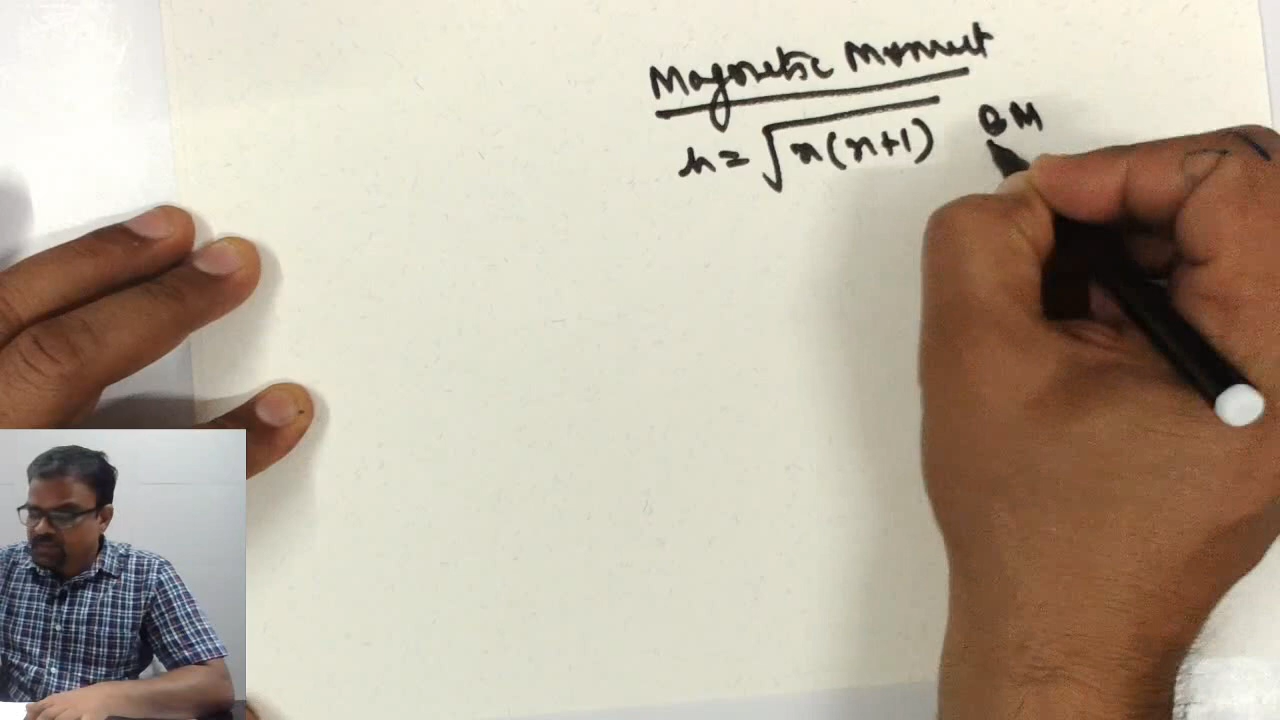 Magnetic Moment
μ = √n(n+1) BM